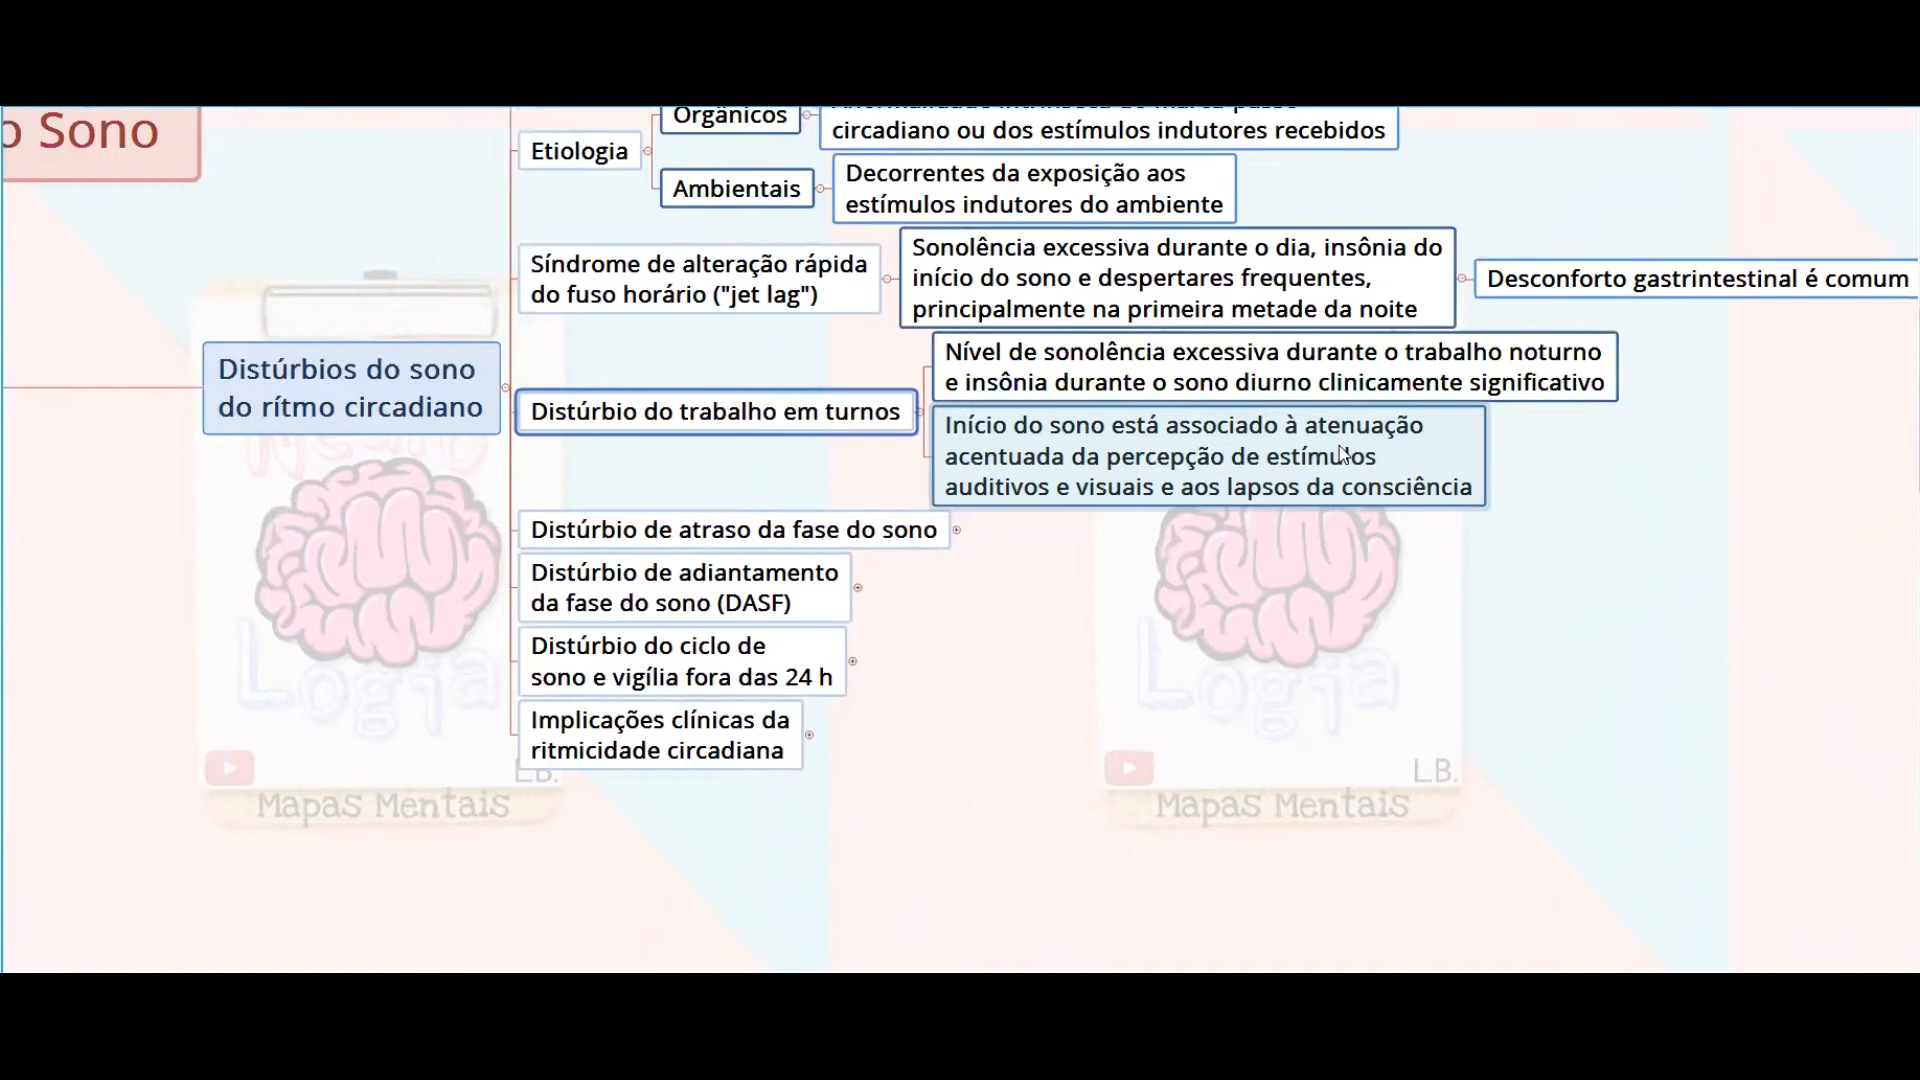 o Sono
Orgânicos
circadiano ou dos estímulos indutores recebidos
Etiologia
Ambientais
Decorrentes da exposição aos
estímulos indutores do ambiente
Síndrome de alteração rápida
do fuso horário ("jet lag")
Sonolência excessiva durante o dia, insônia do
início do sono e despertares frequentes,
principalmente na primeira metade da noite
Desconforto gastrintestinal é comum
Distúrbios do sono
do rítmo circadiano
Distúrbio do trabalho em turnos
Nível de sonolência excessiva durante o trabalho noturno
e insônia durante o sono diurno clinicamente significativo
Início do sono está associado à atenuação
acentuada da percepção de estímulos
auditivos e visuais e aos lapsos da consciência
Distúrbio de atraso da fase do sono
Distúrbio de adiantamento
da fase do sono (DASF)
Distúrbio do ciclo de
sono e vigília fora das 24 h
Implicações clínicas da
ritmicidade circadiana
Neuro
Logia
L.B.
Mapas Mentais
Logia
L.B.
Mapas Mentais